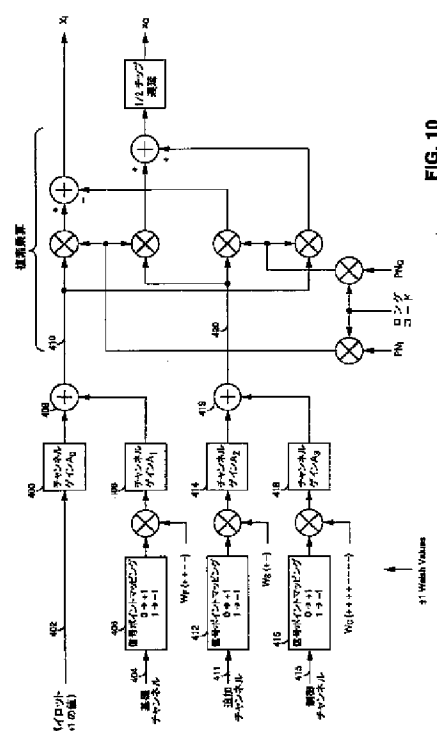 パイロット
+1 の値)
402
400
チャンネル
ゲインA0
408
410
複素乗算
+
-
XI
404
基礎
チャンネル
406
信号ポイントマッピング
0 → +1
1 → -1
WF (+ + - -)
チャンネル
ゲインA1
411
追加
チャンネル
412
信号ポイントマッピング
0 → +1
1 → -1
WS (+ -)
414
チャンネル
ゲインA2
419
420
+
+
1/2 チップ
遅延
XQ
415
制御
チャンネル
416
信号ポイントマッピング
0 → +1
1 → -1
WC (+ + + + - - - -)
418
チャンネル
ゲインA3
PNI
ロング
コード
PNQ
±1 Walsh Values
FIG. 10